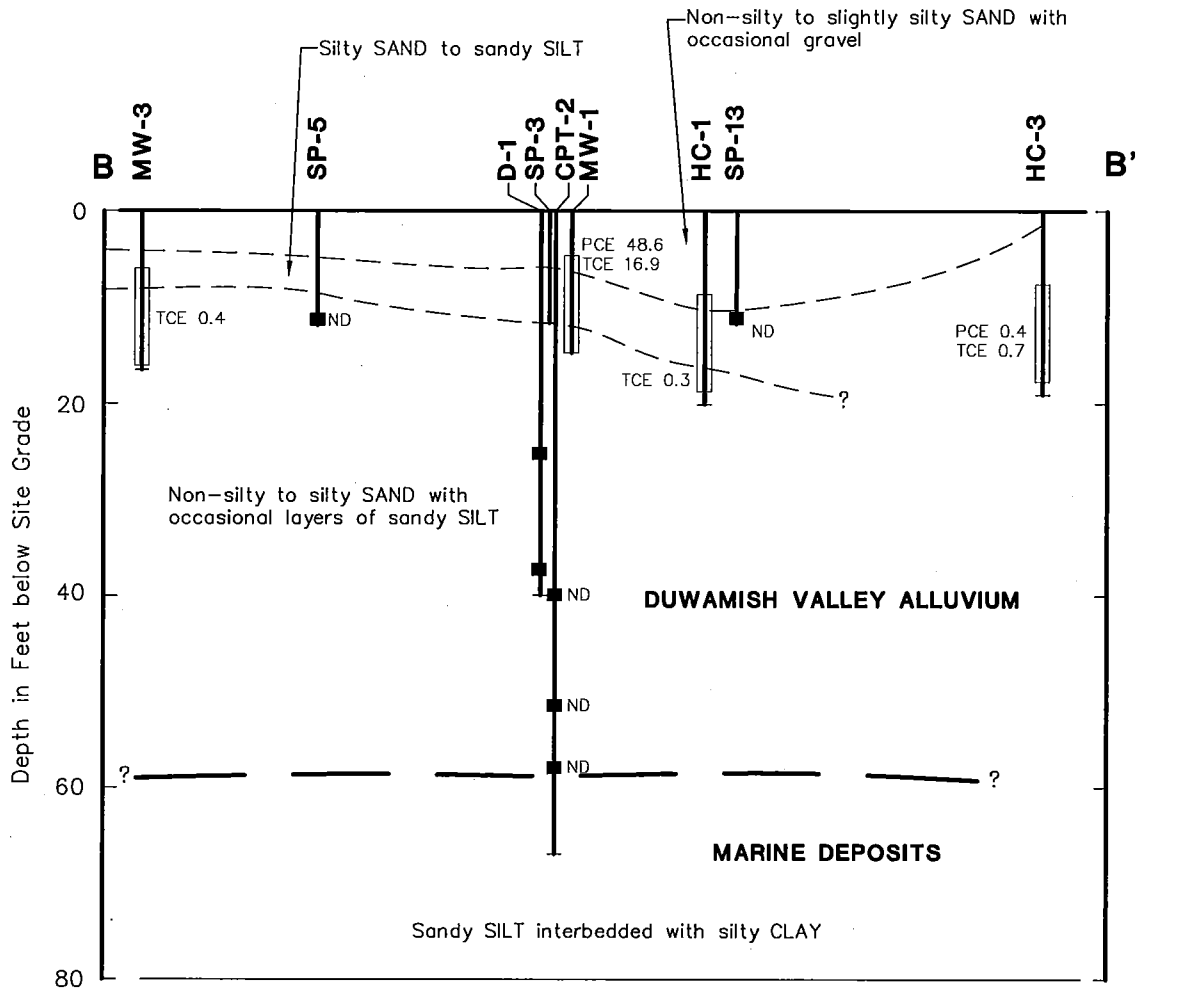 Non-silty to slightly silty SAND with
occasional gravel
Silty SAND to sandy SILT
B
MW-3
SP-5
D-1
SP-3
CPT-2
MW-1
HC-1
SP-13
HC-3
B'
0
PCE 48.6
TCE 16.9
TCE 0.4
ND
ND
PCE 0.4
TCE 0.7
TCE 0.3
?
20
Non-silty to silty SAND with
occasional layers of sandy SILT
40
ND
DUWAMISH VALLEY ALLUVIUM
ND
ND
?
?
60
MARINE DEPOSITS
Sandy SILT interbedded with silty CLAY
80
Depth in Feet below Site Grade